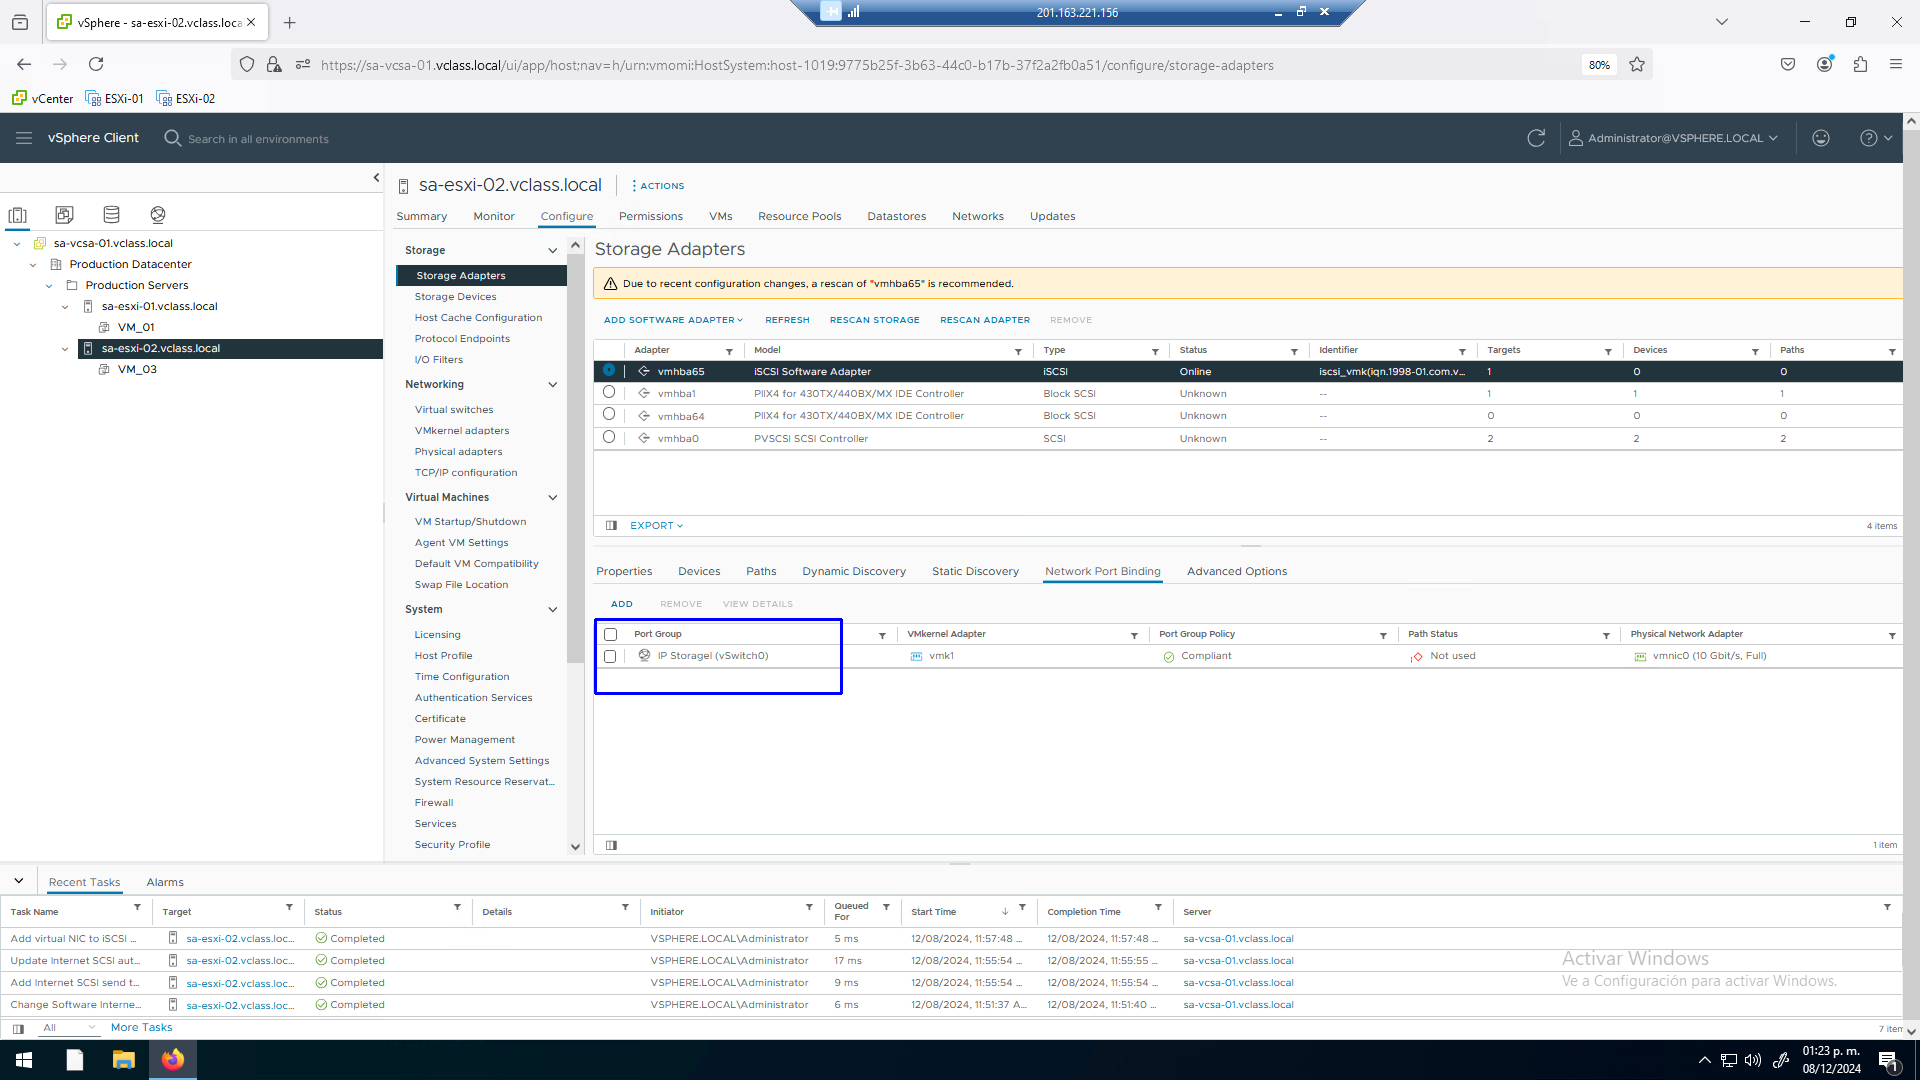 vSphere - sa-esxi-02.vclass.loca
201.163.221.156
https://sa-vcsa-01.vclass.local/ui/app/host;nav=h/urn:vmomi:HostSystem:host-1019:9775b25f-3b63-44c0-b17b-37f2a2fb0a51/configure/storage-adapters
80%
vCenter ESXi-01 ESXi-02
vSphere Client Search in all environments Administrator@VSPHERE.LOCAL
sa-vcsa-01.vclass.local
Production Datacenter
Production Servers
sa-esxi-01.vclass.local
VM_01
sa-esxi-02.vclass.local
VM_03
sa-esxi-02.vclass.local ACTIONS
Summary Monitor Configure Permissions VMs Resource Pools Datastores Networks Updates
Storage
Storage Adapters
Storage Devices
Host Cache Configuration
Protocol Endpoints
I/O Filters
Networking
Virtual switches
VMkernel adapters
Physical adapters
TCP/IP configuration
Virtual Machines
VM Startup/Shutdown
Agent VM Settings
Default VM Compatibility
Swap File Location
System
Licensing
Host Profile
Time Configuration
Authentication Services
Certificate
Power Management
Advanced System Settings
System Resource Reservat...
Firewall
Services
Security Profile
Storage Adapters
Due to recent configuration changes, a rescan of "vmhba65" is recommended.
ADD SOFTWARE ADAPTER REFRESH RESCAN STORAGE RESCAN ADAPTER REMOVE
Adapter Model Type Status Identifier Targets Devices Paths
vmhba65 iSCSI Software Adapter iSCSI Online iscsi_vmk(iqn.1998-01.com.v... 1 0 0
vmhba1 PIIX4 for 430TX/440BX/MX IDE Controller Block SCSI Unknown -- 1 1 1
vmhba64 PIIX4 for 430TX/440BX/MX IDE Controller Block SCSI Unknown -- 0 0 0
vmhba0 PVSCSI SCSI Controller SCSI Unknown -- 2 2 2
EXPORT 4 items
Properties Devices Paths Dynamic Discovery Static Discovery Network Port Binding Advanced Options
ADD REMOVE VIEW DETAILS
Port Group VMkernel Adapter Port Group Policy Path Status Physical Network Adapter
IP Storagel (vSwitch0) vmk1 Compliant Not used vmnic0 (10 Gbit/s, Full)
1 item
Recent Tasks Alarms
Task Name Target Status Details Initiator Queued For Start Time Completion Time Server
Add virtual NIC to iSCSI ... sa-esxi-02.vclass.loc... Completed VSPHERE.LOCAL\Administrator 5 ms 12/08/2024, 11:57:48 ... 12/08/2024, 11:57:48 ... sa-vcsa-01.vclass.local
Update Internet SCSI aut... sa-esxi-02.vclass.loc... Completed VSPHERE.LOCAL\Administrator 17 ms 12/08/2024, 11:55:54 ... 12/08/2024, 11:55:55 ... sa-vcsa-01.vclass.local
Add Internet SCSI send t... sa-esxi-02.vclass.loc... Completed VSPHERE.LOCAL\Administrator 9 ms 12/08/2024, 11:55:54 ... 12/08/2024, 11:55:54 ... sa-vcsa-01.vclass.local
Change Software Interne... sa-esxi-02.vclass.loc... Completed VSPHERE.LOCAL\Administrator 6 ms 12/08/2024, 11:51:37 A... 12/08/2024, 11:51:40 ... sa-vcsa-01.vclass.local
All More Tasks 7 item
Activar Windows
Ve a Configuración para activar Windows.
01:23 p. m.
08/12/2024
1